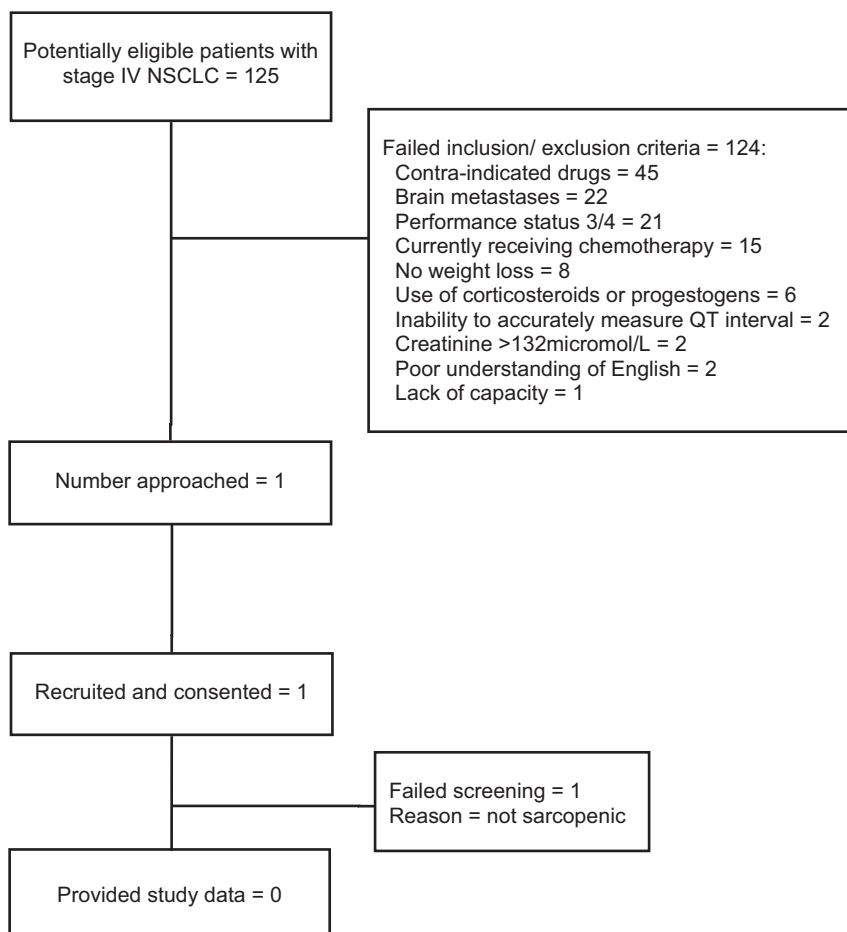 Potentially eligible patients with
stage IV NSCLC = 125
Failed inclusion/ exclusion criteria = 124:
Contra-indicated drugs = 45
Brain metastases = 22
Performance status 3/4 = 21
Currently receiving chemotherapy = 15
No weight loss = 8
Use of corticosteroids or progestogens = 6
Inability to accurately measure QT interval = 2
Creatinine >132micromol/L = 2
Poor understanding of English = 2
Lack of capacity = 1
Number approached = 1
Recruited and consented = 1
Failed screening = 1
Reason = not sarcopenic
Provided study data = 0